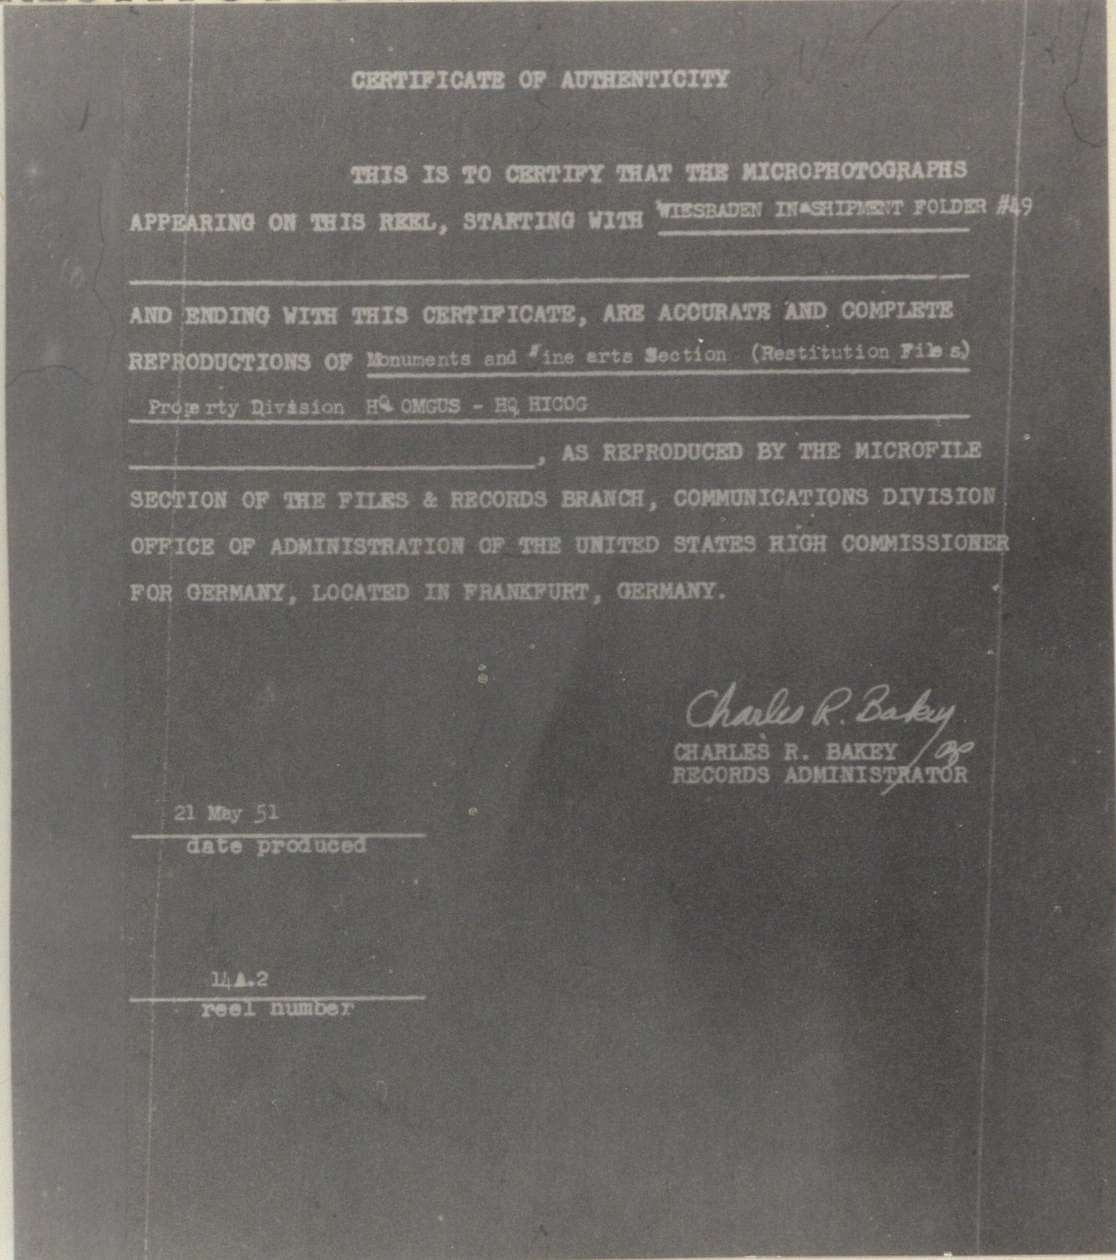 CERTIFICATE OF AUTHENTICITY
THIS IS TO CERTIFY THAT THE MICROPHOTOGRAPHS
APPEARING ON THIS REEL, STARTING WITH WIESBADEN IN-SHIPMENT FOLDER #49
AND ENDING WITH THIS CERTIFICATE, ARE ACCURATE AND COMPLETE
REPRODUCTIONS OF Monuments and Fine arts Section (Restitution Files)
Property Division HQ OMGUS - HQ HICOG
, AS REPRODUCED BY THE MICROFILE
SECTION OF THE FILES & RECORDS BRANCH, COMMUNICATIONS DIVISION
OFFICE OF ADMINISTRATION OF THE UNITED STATES HIGH COMMISSIONER
FOR GERMANY, LOCATED IN FRANKFURT, GERMANY.
Charles R. Bakey
CHARLES R. BAKEY
RECORDS ADMINISTRATOR
21 May 51
date produced
14A.2
reel number